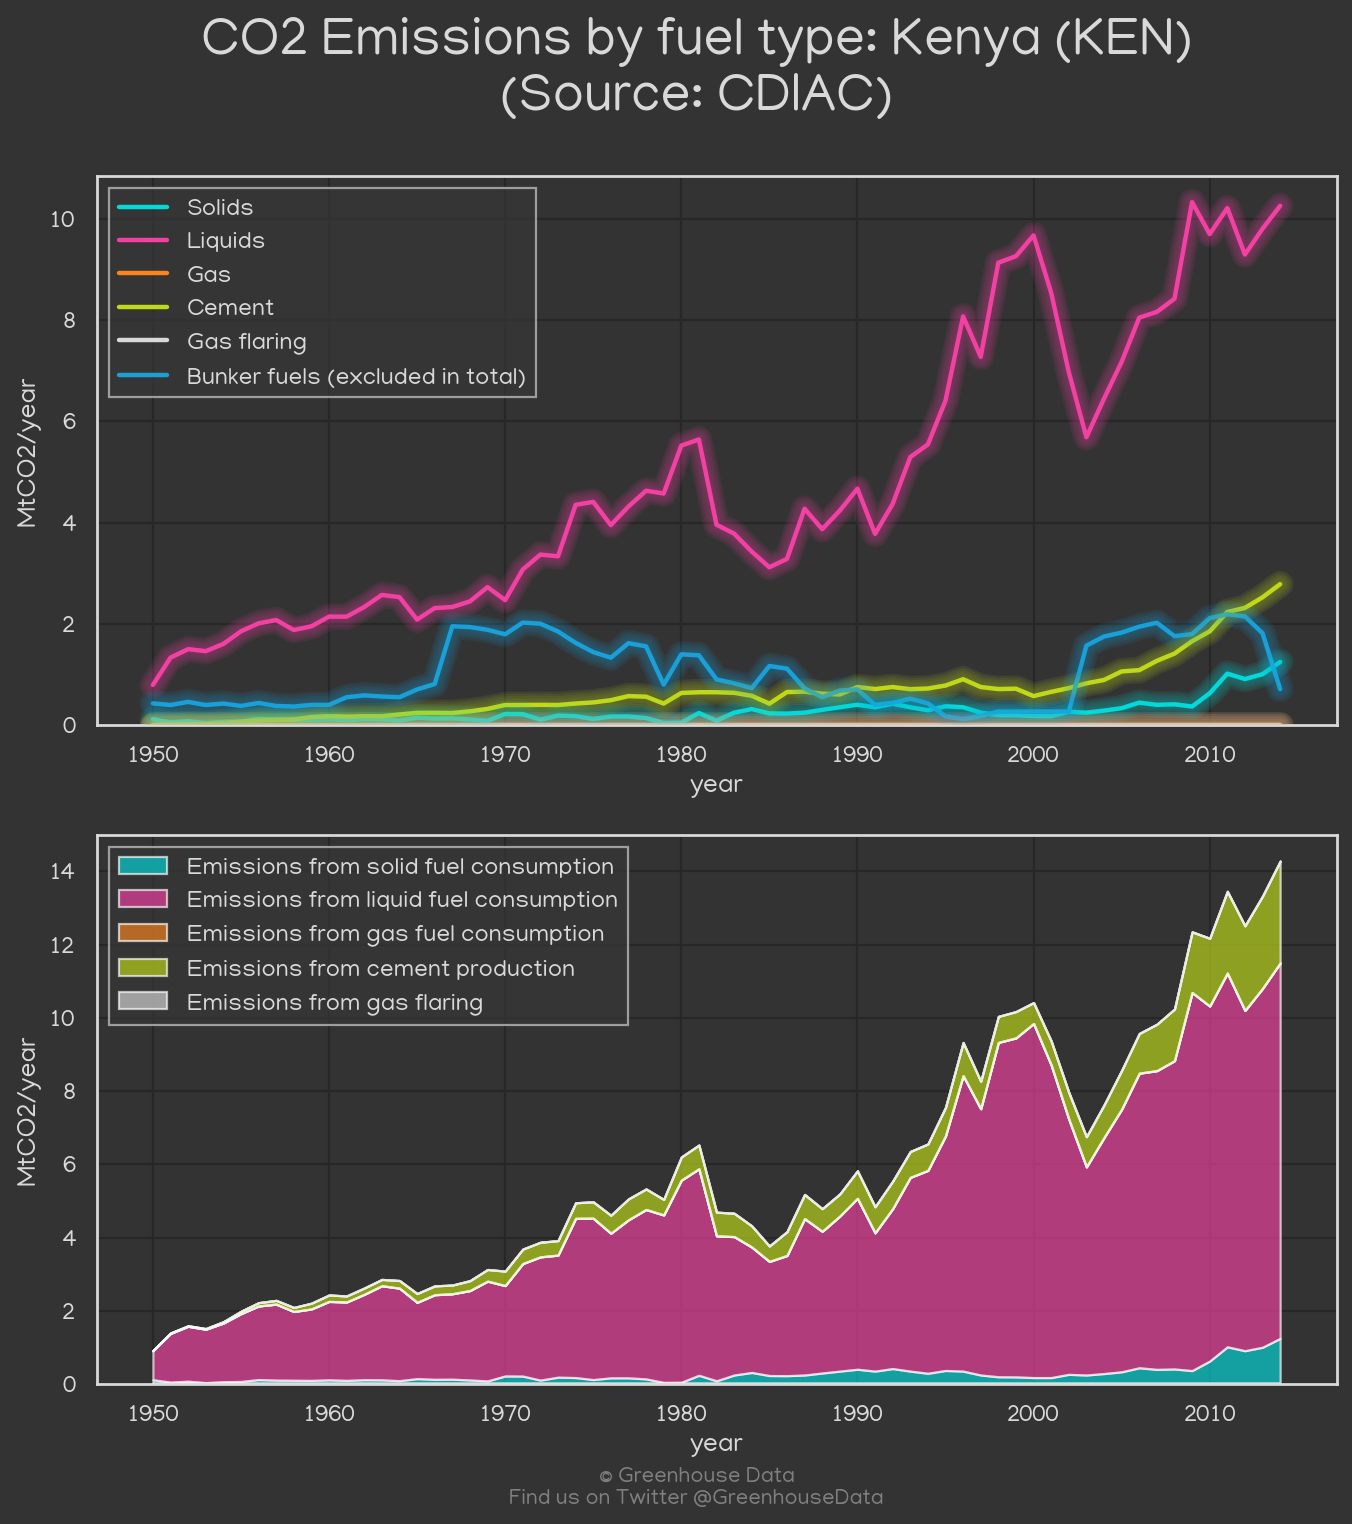 CO2 Emissions by fuel type: Kenya (KEN)
(Source: CDIAC)
Solids
Liquids
Gas
Cement
Gas flaring
Bunker fuels (excluded in total)
10
8
6
4
2
0
MtCO2/year
1950 1960 1970 1980 1990 2000 2010
year
Emissions from solid fuel consumption
Emissions from liquid fuel consumption
Emissions from gas fuel consumption
Emissions from cement production
Emissions from gas flaring
14
12
10
8
6
4
2
0
MtCO2/year
1950 1960 1970 1980 1990 2000 2010
year
© Greenhouse Data
Find us on Twitter @GreenhouseData